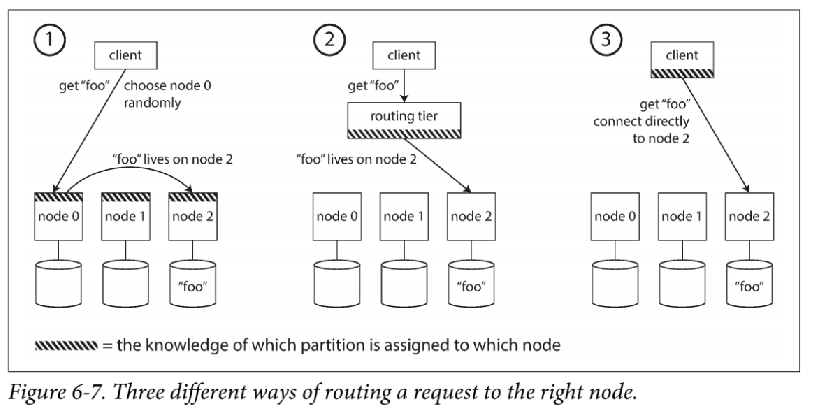 1
client
get "foo"
choose node 0
randomly
"foo" lives on node 2
node 0
node 1
node 2
"foo"
2
client
get "foo"
routing tier
"foo" lives on node 2
node 0
node 1
node 2
"foo"
3
client
get "foo"
connect directly
to node 2
node 0
node 1
node 2
"foo"
= the knowledge of which partition is assigned to which node
Figure 6-7. Three different ways of routing a request to the right node.